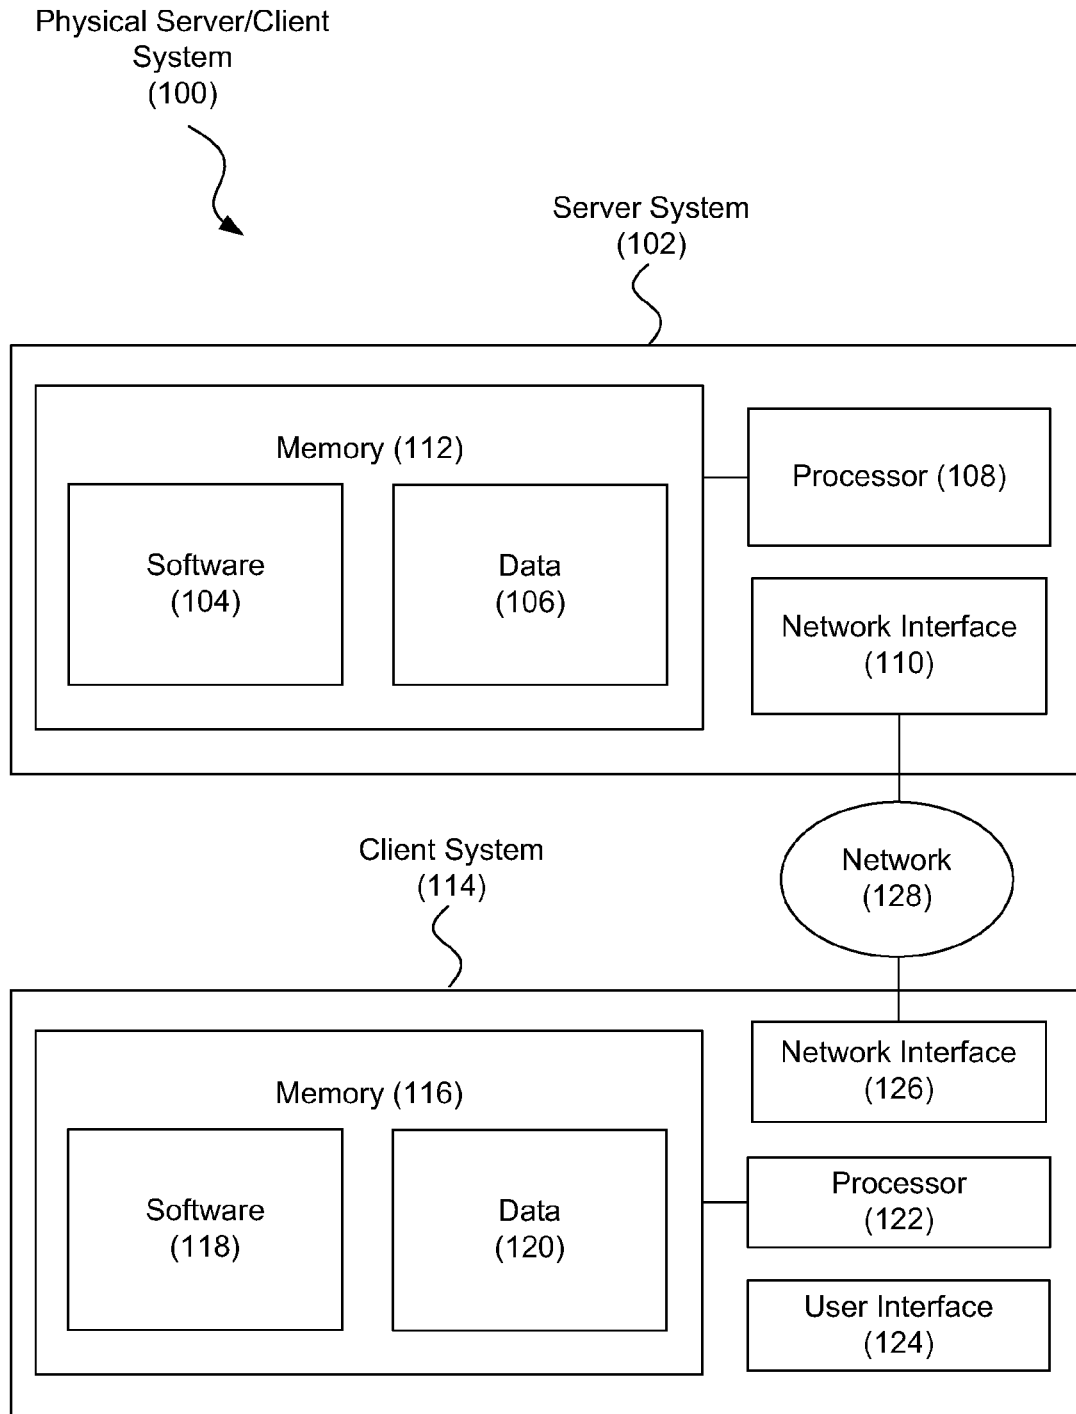 Physical Server/Client
System
(100)
Server System
(102)
Memory (112)
Processor (108)
Software
(104)
Data
(106)
Network Interface
(110)
Network
(128)
Client System
(114)
Network Interface
(126)
Memory (116)
Processor
(122)
Software
(118)
Data
(120)
User Interface
(124)